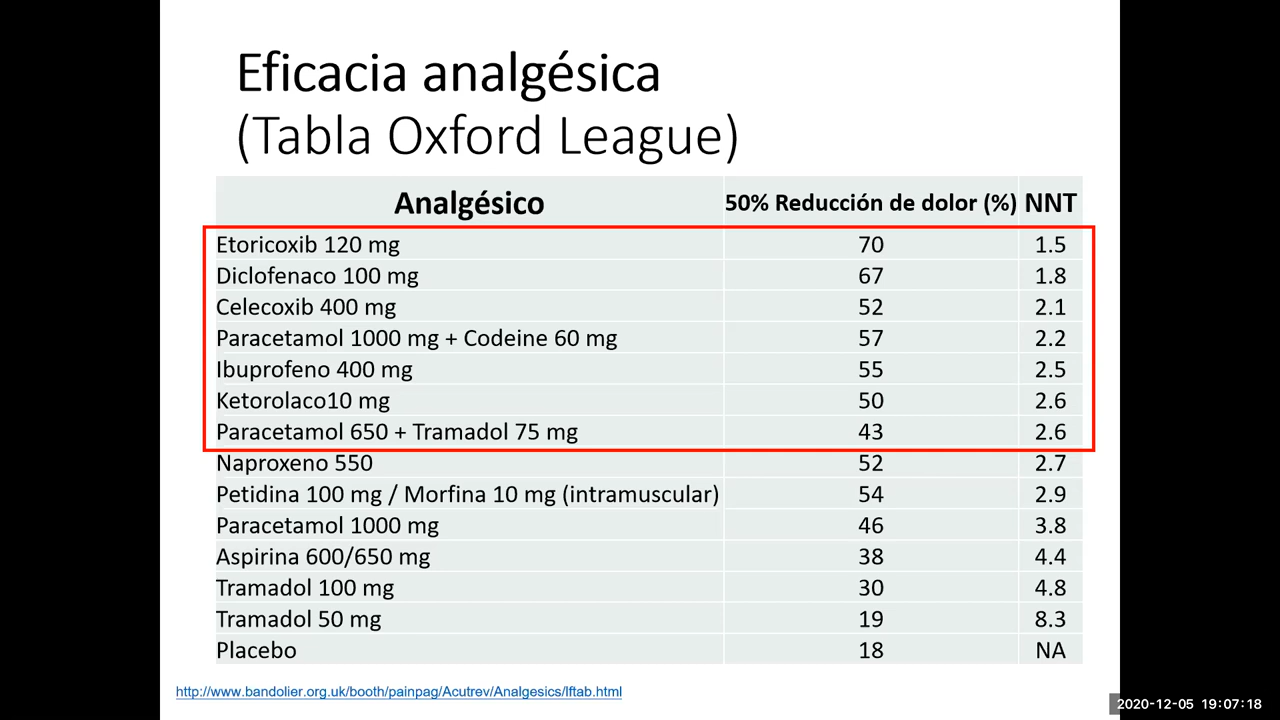 Eficacia analgésica
(Tabla Oxford League)
Analgésico 50% Reducción de dolor (%) NNT
Etoricoxib 120 mg 70 1.5
Diclofenaco 100 mg 67 1.8
Celecoxib 400 mg 52 2.1
Paracetamol 1000 mg + Codeine 60 mg 57 2.2
Ibuprofeno 400 mg 55 2.5
Ketorolaco10 mg 50 2.6
Paracetamol 650 + Tramadol 75 mg 43 2.6
Naproxeno 550 52 2.7
Petidina 100 mg / Morfina 10 mg (intramuscular) 54 2.9
Paracetamol 1000 mg 46 3.8
Aspirina 600/650 mg 38 4.4
Tramadol 100 mg 30 4.8
Tramadol 50 mg 19 8.3
Placebo 18 NA
http://www.bandolier.org.uk/booth/painpag/Acutrev/Analgesics/lftab.html
2020-12-05 19:07:18